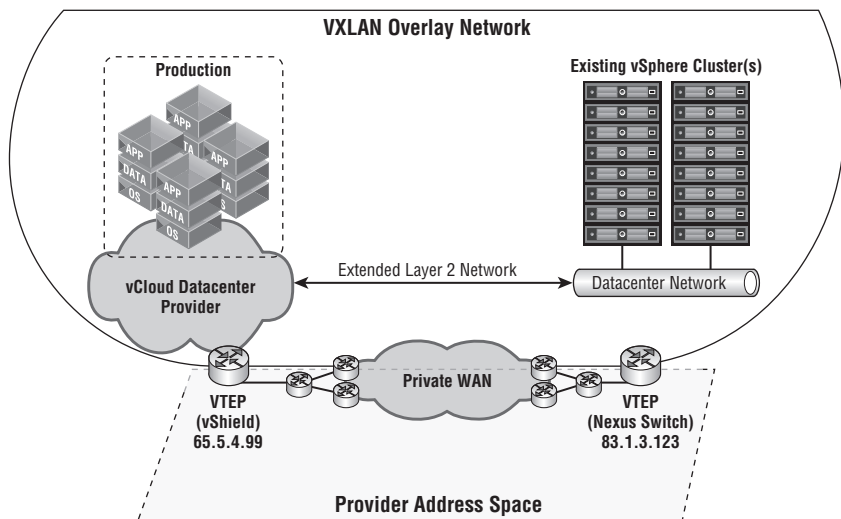 VXLAN Overlay Network
Production
Existing vSphere Cluster(s)
APP
APP
TA
APP
DATA
APP
DATA
OS
DATA
S
OS
vCloud Datacenter
Provider
Extended Layer 2 Network
Datacenter Network
Private WAN
VTEP
(vShield)
65.5.4.99
VTEP
(Nexus Switch)
83.1.3.123
Provider Address Space